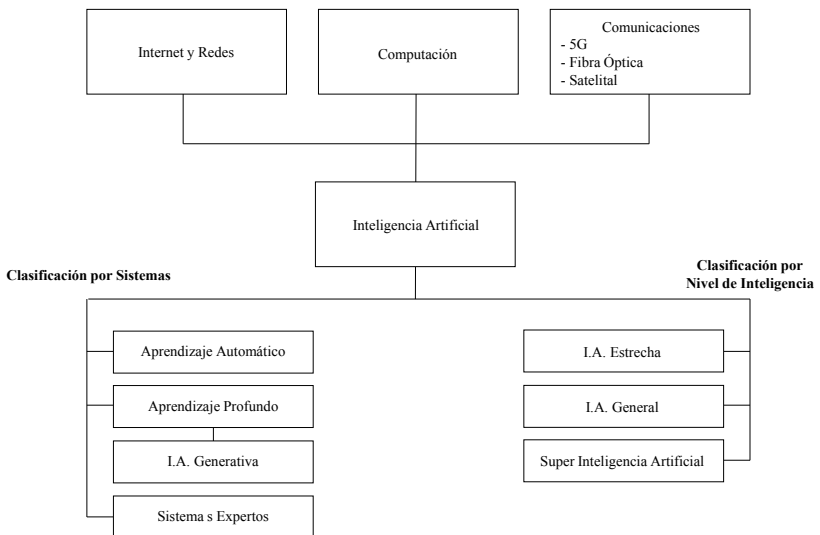 Internet y Redes
Computación
Comunicaciones
- 5G
- Fibra Óptica
- Satelital
Inteligencia Artificial
Clasificación por Sistemas
Clasificación por
Nivel de Inteligencia
Aprendizaje Automático
Aprendizaje Profundo
I.A. Generativa
Sistema s Expertos
I.A. Estrecha
I.A. General
Super Inteligencia Artificial